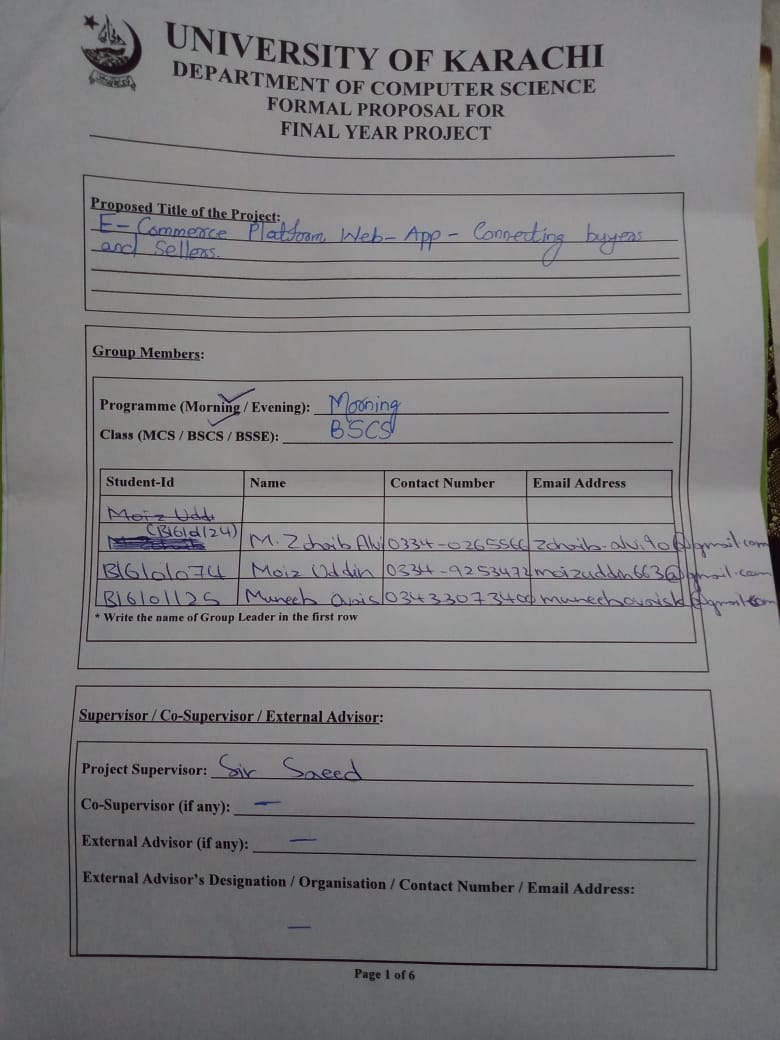 UNIVERSITY OF KARACHI
DEPARTMENT OF COMPUTER SCIENCE
FORMAL PROPOSAL FOR
FINAL YEAR PROJECT
Proposed Title of the Project:
E-Commerce Platform, Web-App - Connecting buyers
and Sellers.
Group Members:
Programme (Morning / Evening): Morning
Class (MCS / BSCS / BSSE): BSCS
Student-Id Name Contact Number Email Address
Moiz Uddi
(B16101124) M. Zohaib Alvi 0334-0265566 zohaib.alvi90@gmail.com
B16101074 Moiz Uddin 0334-9253472 moizuddin663@gmail.com
B16101125 Muneeb anis 03433073400 @gmail.com
* Write the name of Group Leader in the first row
Supervisor / Co-Supervisor / External Advisor:
Project Supervisor: Sir Saeed
Co-Supervisor (if any): —
External Advisor (if any): —
External Advisor's Designation / Organisation / Contact Number / Email Address:
—
Page 1 of 6